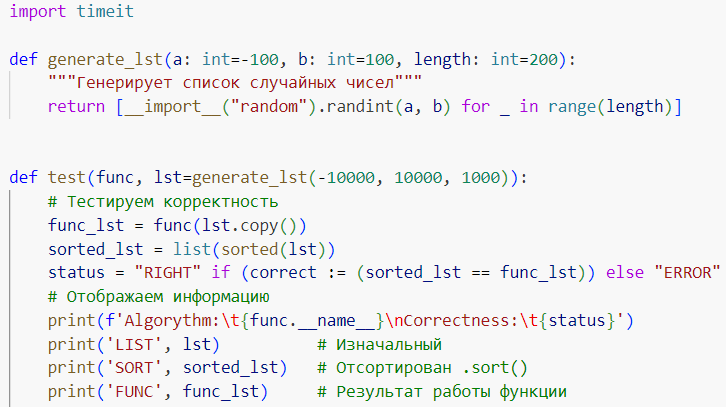 import timeit

def generate_lst(a: int=-100, b: int=100, length: int=200):
    """Генерирует список случайных чисел"""
    return [__import__("random").randint(a, b) for _ in range(length)]


def test(func, lst=generate_lst(-10000, 10000, 1000)):
    # Тестируем корректность
    func_lst = func(lst.copy())
    sorted_lst = list(sorted(lst))
    status = "RIGHT" if (correct := (sorted_lst == func_lst)) else "ERROR"
    # Отображаем информацию
    print(f'Algorythm:\t{func.__name__}\nCorrectness:\t{status}')
    print('LIST', lst)          # Изначальный
    print('SORT', sorted_lst)   # Отсортирован .sort()
    print('FUNC', func_lst)     # Результат работы функции